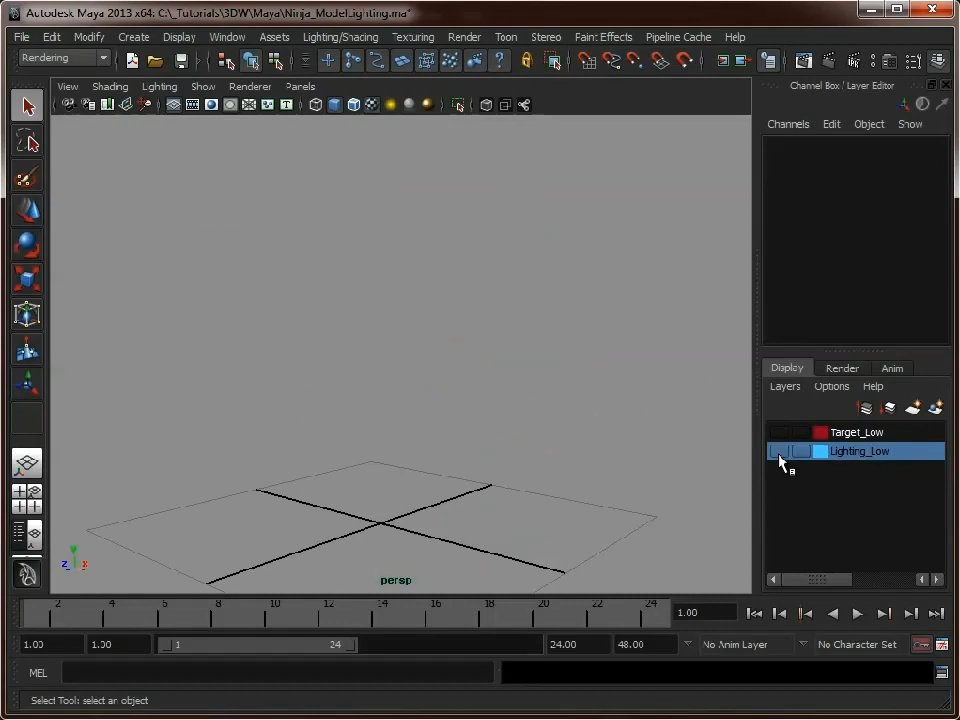 Autodesk Maya 2013 x64: C:\_Tutorials\3DW\Maya\Ninja_ModelLighting.ma*
File Edit Modify Create Display Window Assets Lighting/Shading Texturing Render Toon Stereo Paint Effects Pipeline Cache Help
Rendering
View Shading Lighting Show Renderer Panels
Channel Box / Layer Editor
Channels Edit Object Show
Display Render Anim
Layers Options Help
Target_Low
Lighting_Low
y
z x
persp
2 4 6 8 10 12 14 16 18 20 22 24
1.00
1.00 1.00 1 24 24.00 48.00 No Anim Layer No Character Set
MEL
Select Tool: select an object